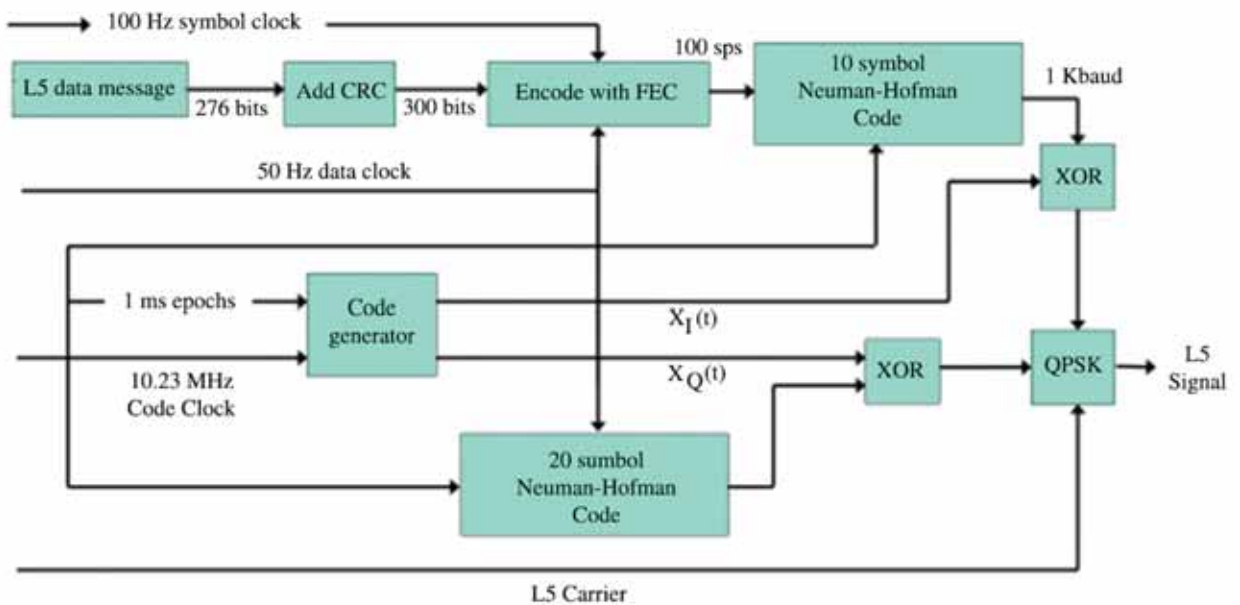 100 Hz symbol clock
L5 data message
276 bits
Add CRC
300 bits
Encode with FEC
100 sps
10 symbol
Neuman-Hofman
Code
1 Kbaud
50 Hz data clock
XOR
1 ms epochs
Code
generator
X_I(t)
10.23 MHz
Code Clock
X_Q(t)
XOR
QPSK
L5
Signal
20 sumbol
Neuman-Hofman
Code
L5 Carrier